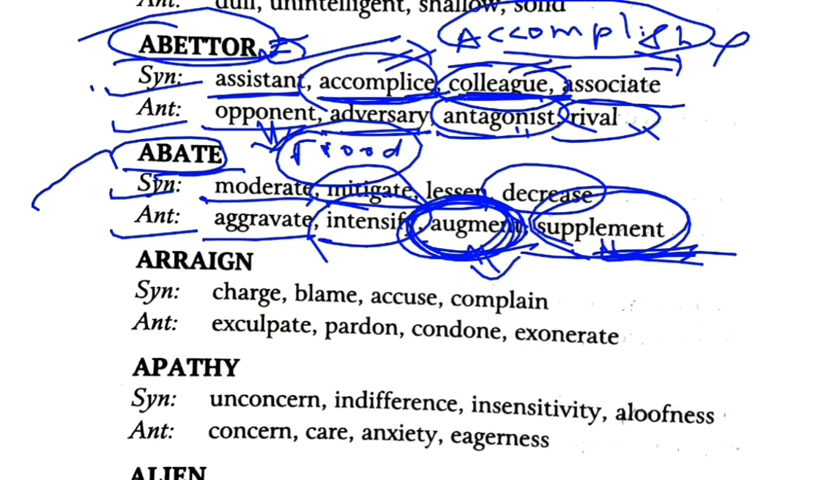 Ant: dull, unintelligent, shallow, solid
Accomplish
ABETTOR
Syn: assistant, accomplice, colleague, associate
Ant: opponent, adversary, antagonist, rival
ABATE
Syn: moderate, mitigate, lessen, decrease
Ant: aggravate, intensify, augment, supplement
ARRAIGN
Syn: charge, blame, accuse, complain
Ant: exculpate, pardon, condone, exonerate
APATHY
Syn: unconcern, indifference, insensitivity, aloofness
Ant: concern, care, anxiety, eagerness
ALIEN